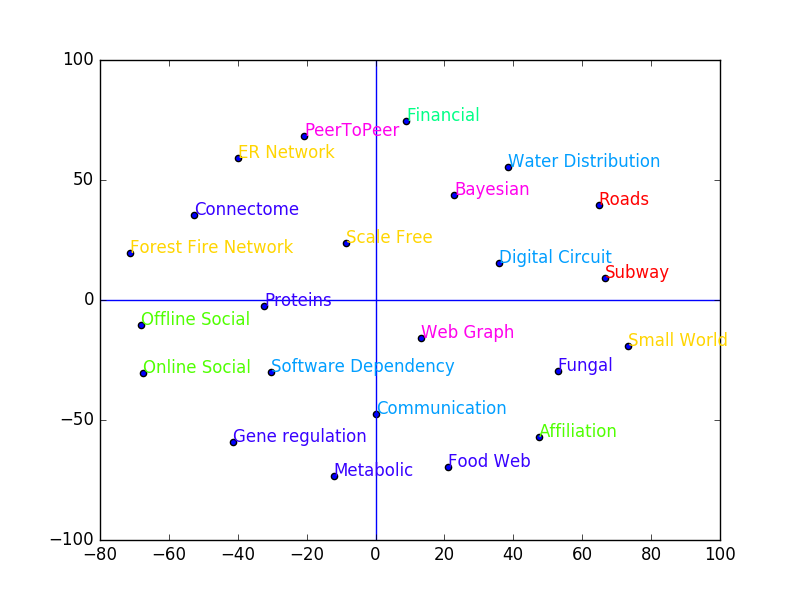 100
Financial
PeerToPeer
ER Network
Water Distribution
Bayesian
50
Roads
Connectome
Scale Free
Forest Fire Network
Digital Circuit
Subway
0
Proteins
Offline Social
Web Graph
Small World
Online Social
Software Dependency
Fungal
Communication
−50
Affiliation
Gene regulation
Food Web
Metabolic
−100
−80 −60 −40 −20 0 20 40 60 80 100